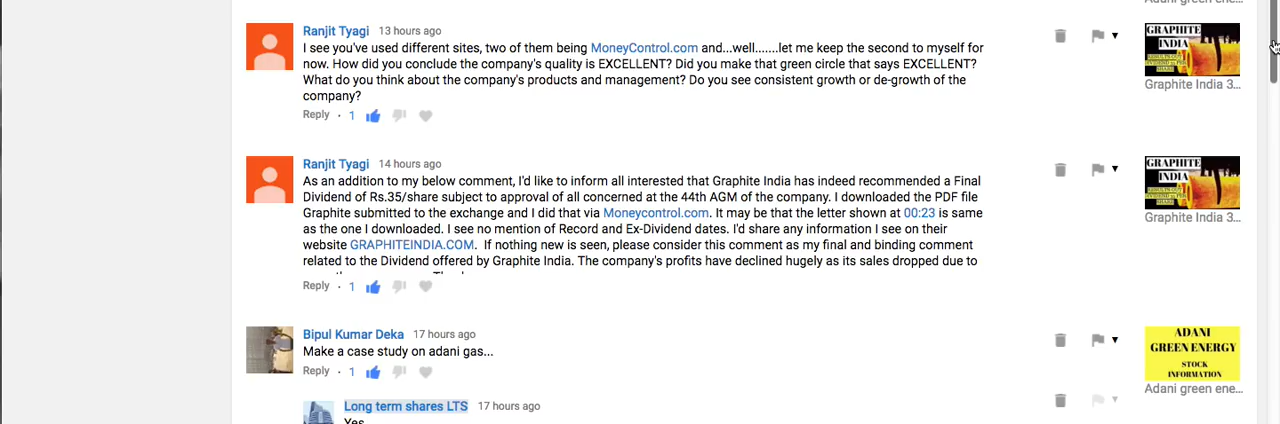 Adani green ene...
Ranjit Tyagi 13 hours ago
I see you've used different sites, two of them being MoneyControl.com and...well.......let me keep the second to myself for
now. How did you conclude the company's quality is EXCELLENT? Did you make that green circle that says EXCELLENT?
What do you think about the company's products and management? Do you see consistent growth or de-growth of the
company?
Reply · 1
GRAPHITE
INDIA
Graphite India 3...
Ranjit Tyagi 14 hours ago
As an addition to my below comment, I'd like to inform all interested that Graphite India has indeed recommended a Final
Dividend of Rs.35/share subject to approval of all concerned at the 44th AGM of the company. I downloaded the PDF file
Graphite submitted to the exchange and I did that via Moneycontrol.com. It may be that the letter shown at 00:23 is same
as the one I downloaded. I see no mention of Record and Ex-Dividend dates. I'd share any information I see on their
website GRAPHITEINDIA.COM. If nothing new is seen, please consider this comment as my final and binding comment
related to the Dividend offered by Graphite India. The company's profits have declined hugely as its sales dropped due to
Reply · 1
GRAPHITE
INDIA
Graphite India 3...
Bipul Kumar Deka 17 hours ago
Make a case study on adani gas...
Reply · 1
ADANI
GREEN ENERGY
STOCK
INFORMATION
Adani green ene...
Long term shares LTS 17 hours ago
Yes